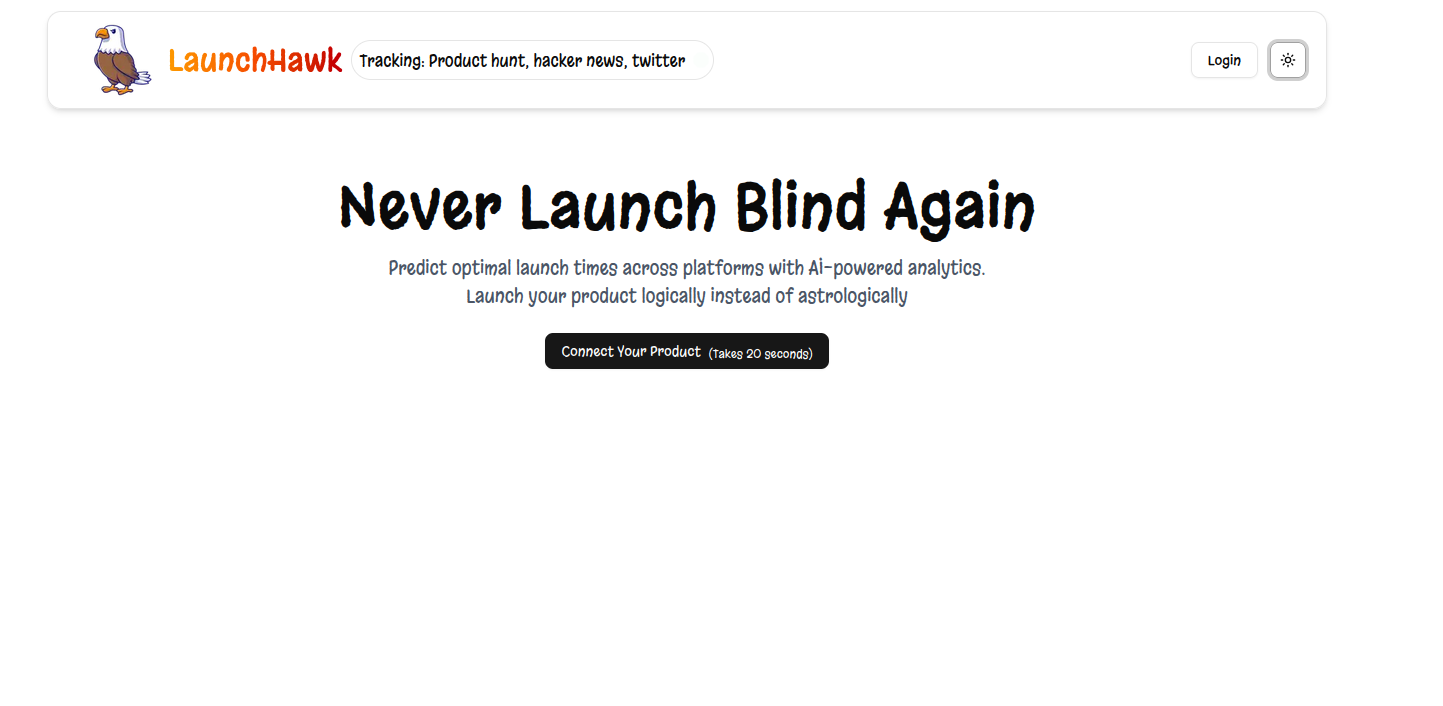 LaunchHawk
Tracking: Product hunt, hacker news, twitter
Login
Never Launch Blind Again
Predict optimal launch times across platforms with Ai-powered analytics.
Launch your product logically instead of astrologically
Connect Your Product (Takes 20 seconds)